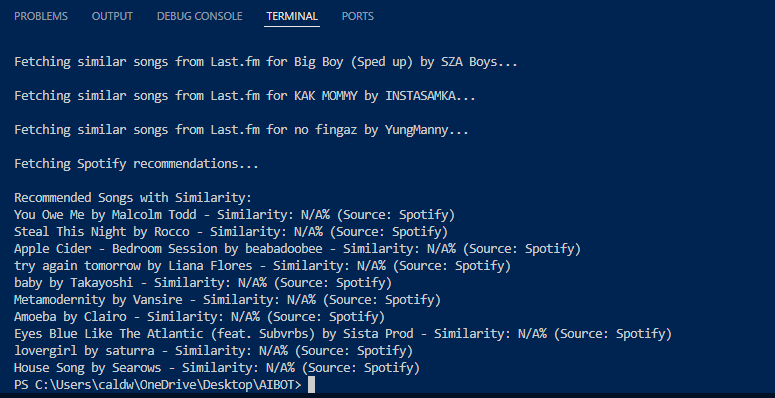 PROBLEMS OUTPUT DEBUG CONSOLE TERMINAL PORTS
Fetching similar songs from Last.fm for Big Boy (Sped up) by SZA Boys...
Fetching similar songs from Last.fm for KAK MOMMY by INSTASAMKA...
Fetching similar songs from Last.fm for no fingaz by YungManny...
Fetching Spotify recommendations...
Recommended Songs with Similarity:
You Owe Me by Malcolm Todd - Similarity: N/A% (Source: Spotify)
Steal This Night by Rocco - Similarity: N/A% (Source: Spotify)
Apple Cider - Bedroom Session by beabadoobee - Similarity: N/A% (Source: Spotify)
try again tomorrow by Liana Flores - Similarity: N/A% (Source: Spotify)
baby by Takayoshi - Similarity: N/A% (Source: Spotify)
Metamodernity by Vansire - Similarity: N/A% (Source: Spotify)
Amoeba by Clairo - Similarity: N/A% (Source: Spotify)
Eyes Blue Like The Atlantic (feat. Subvrbs) by Sista Prod - Similarity: N/A% (Source: Spotify)
lovergirl by saturra - Similarity: N/A% (Source: Spotify)
House Song by Searows - Similarity: N/A% (Source: Spotify)
PS C:\Users\caldw\OneDrive\Desktop\AIBOT>